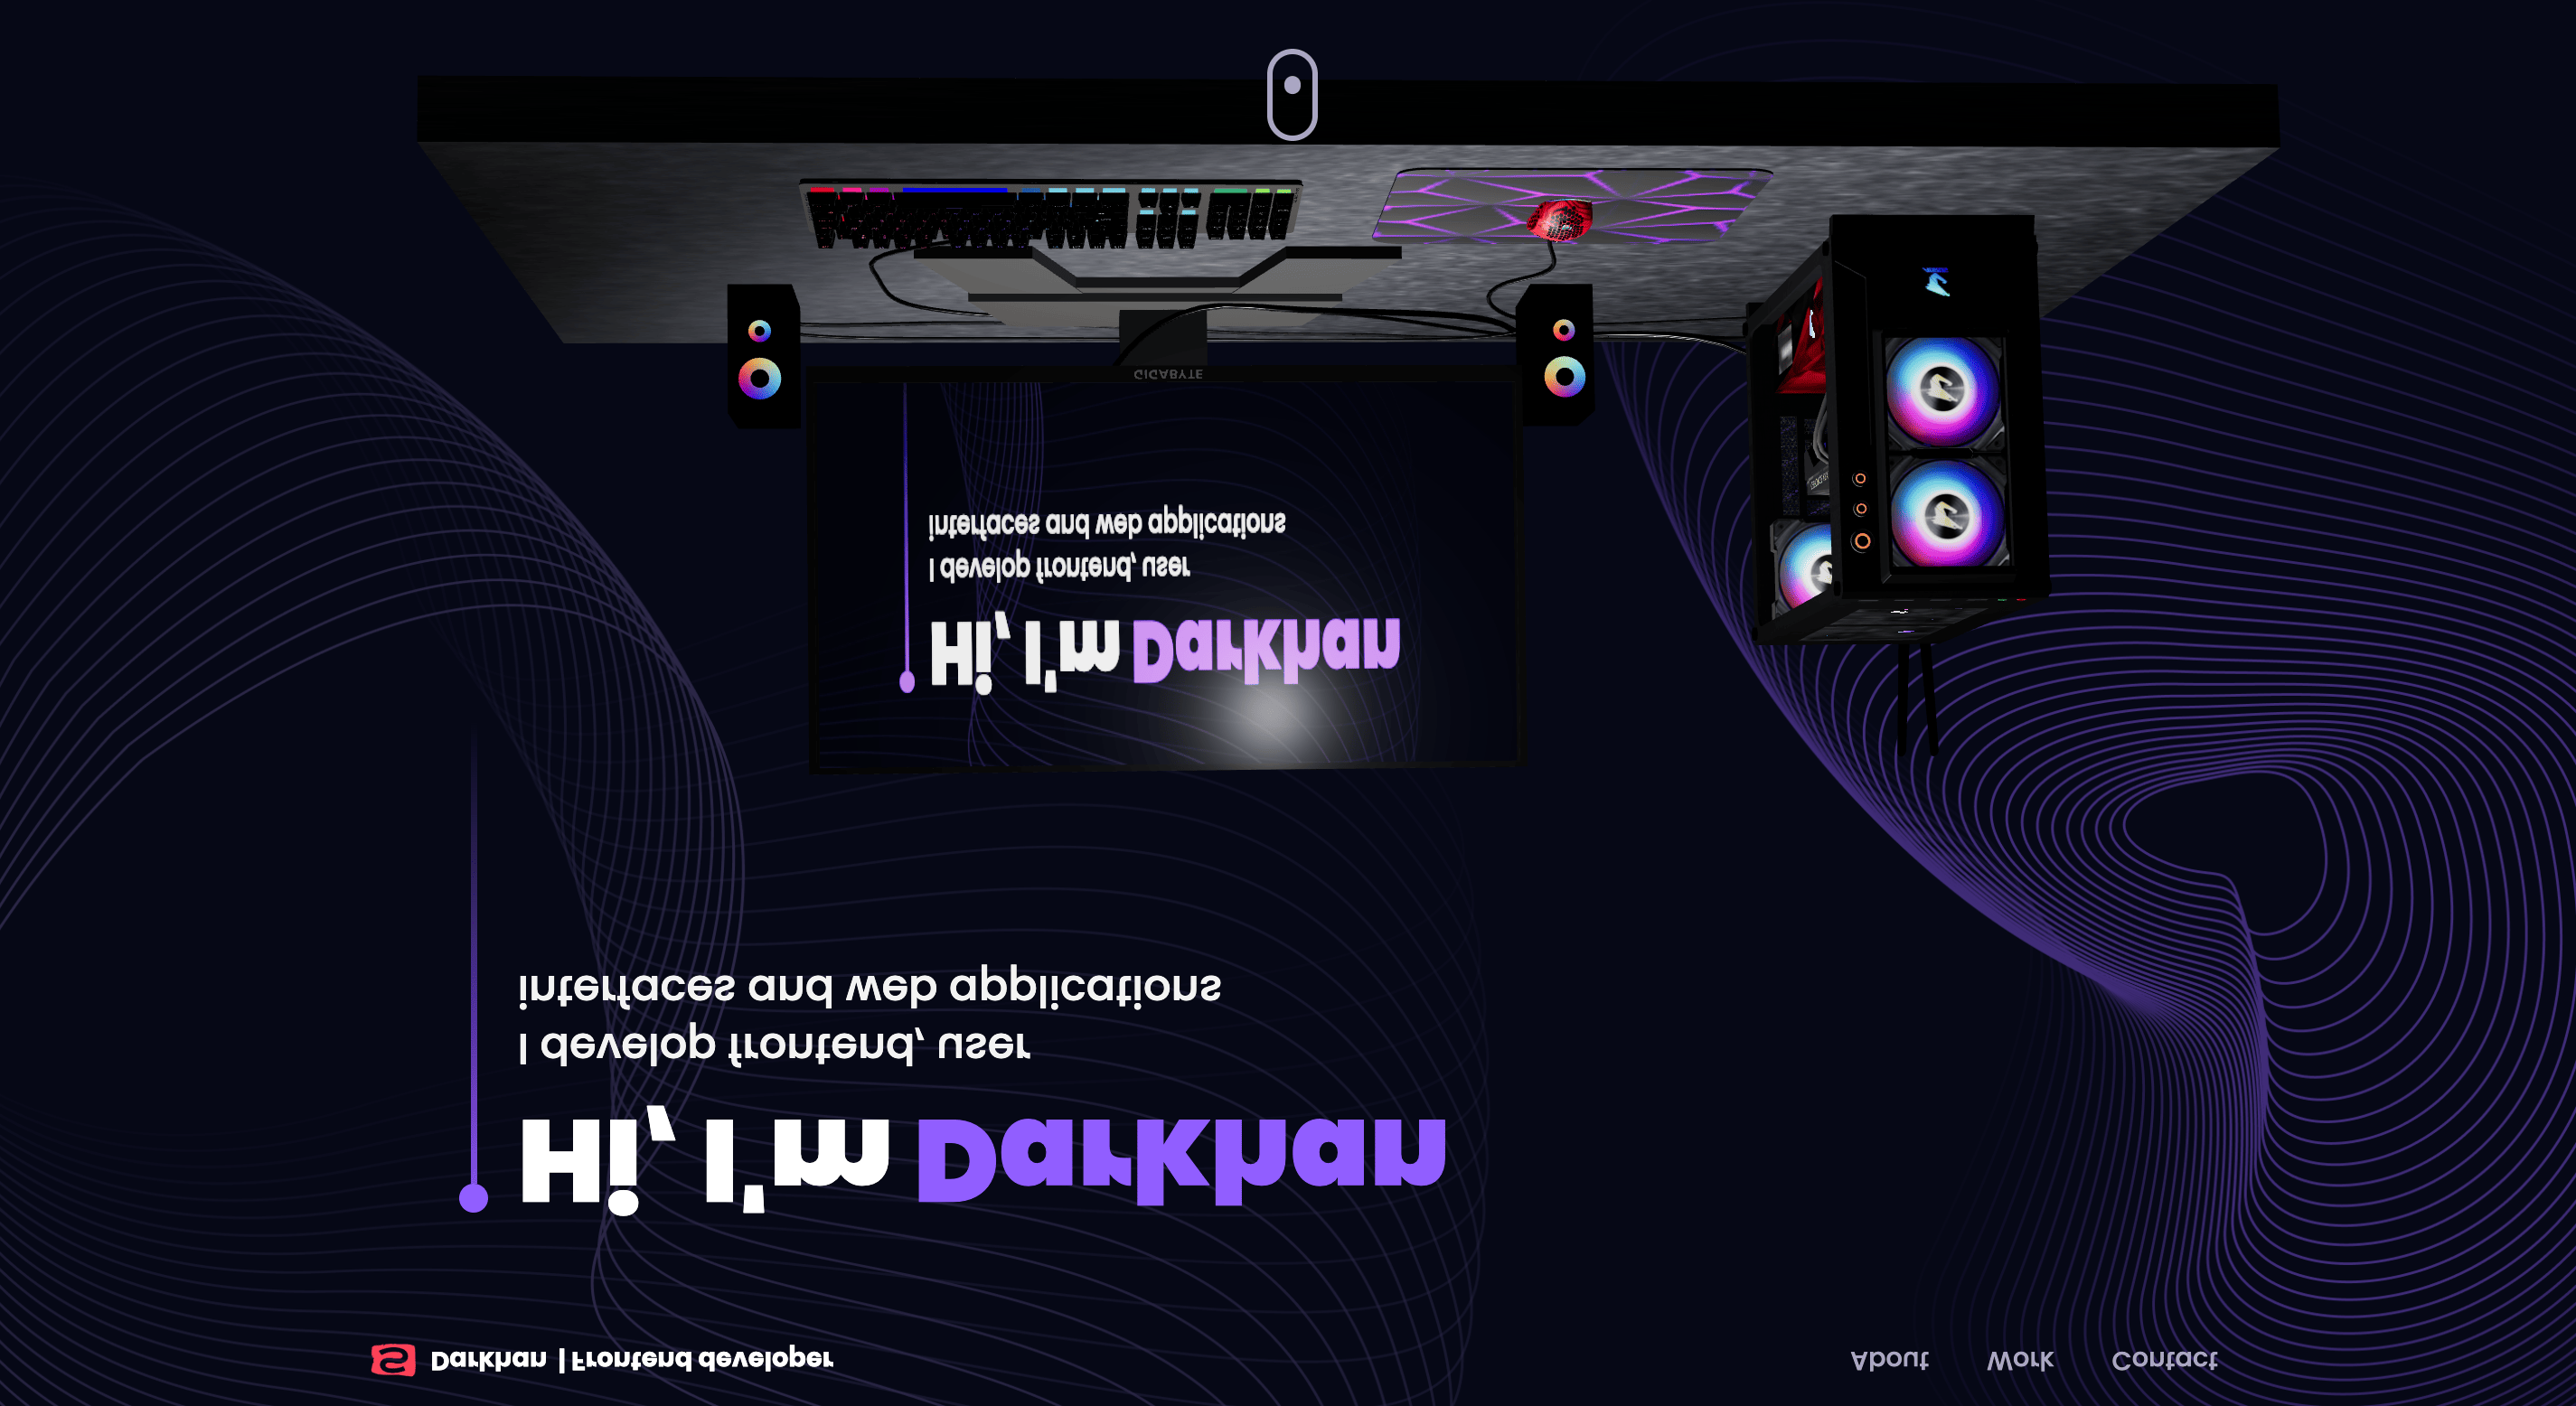 Darkhan | Frontend developer
About
Work
Contact
Hi, I'm Darkhan
I develop frontend, user
interfaces and web applications
Hi, I'm Darkhan
I develop frontend, user
interfaces and web applications
GIGABYTE